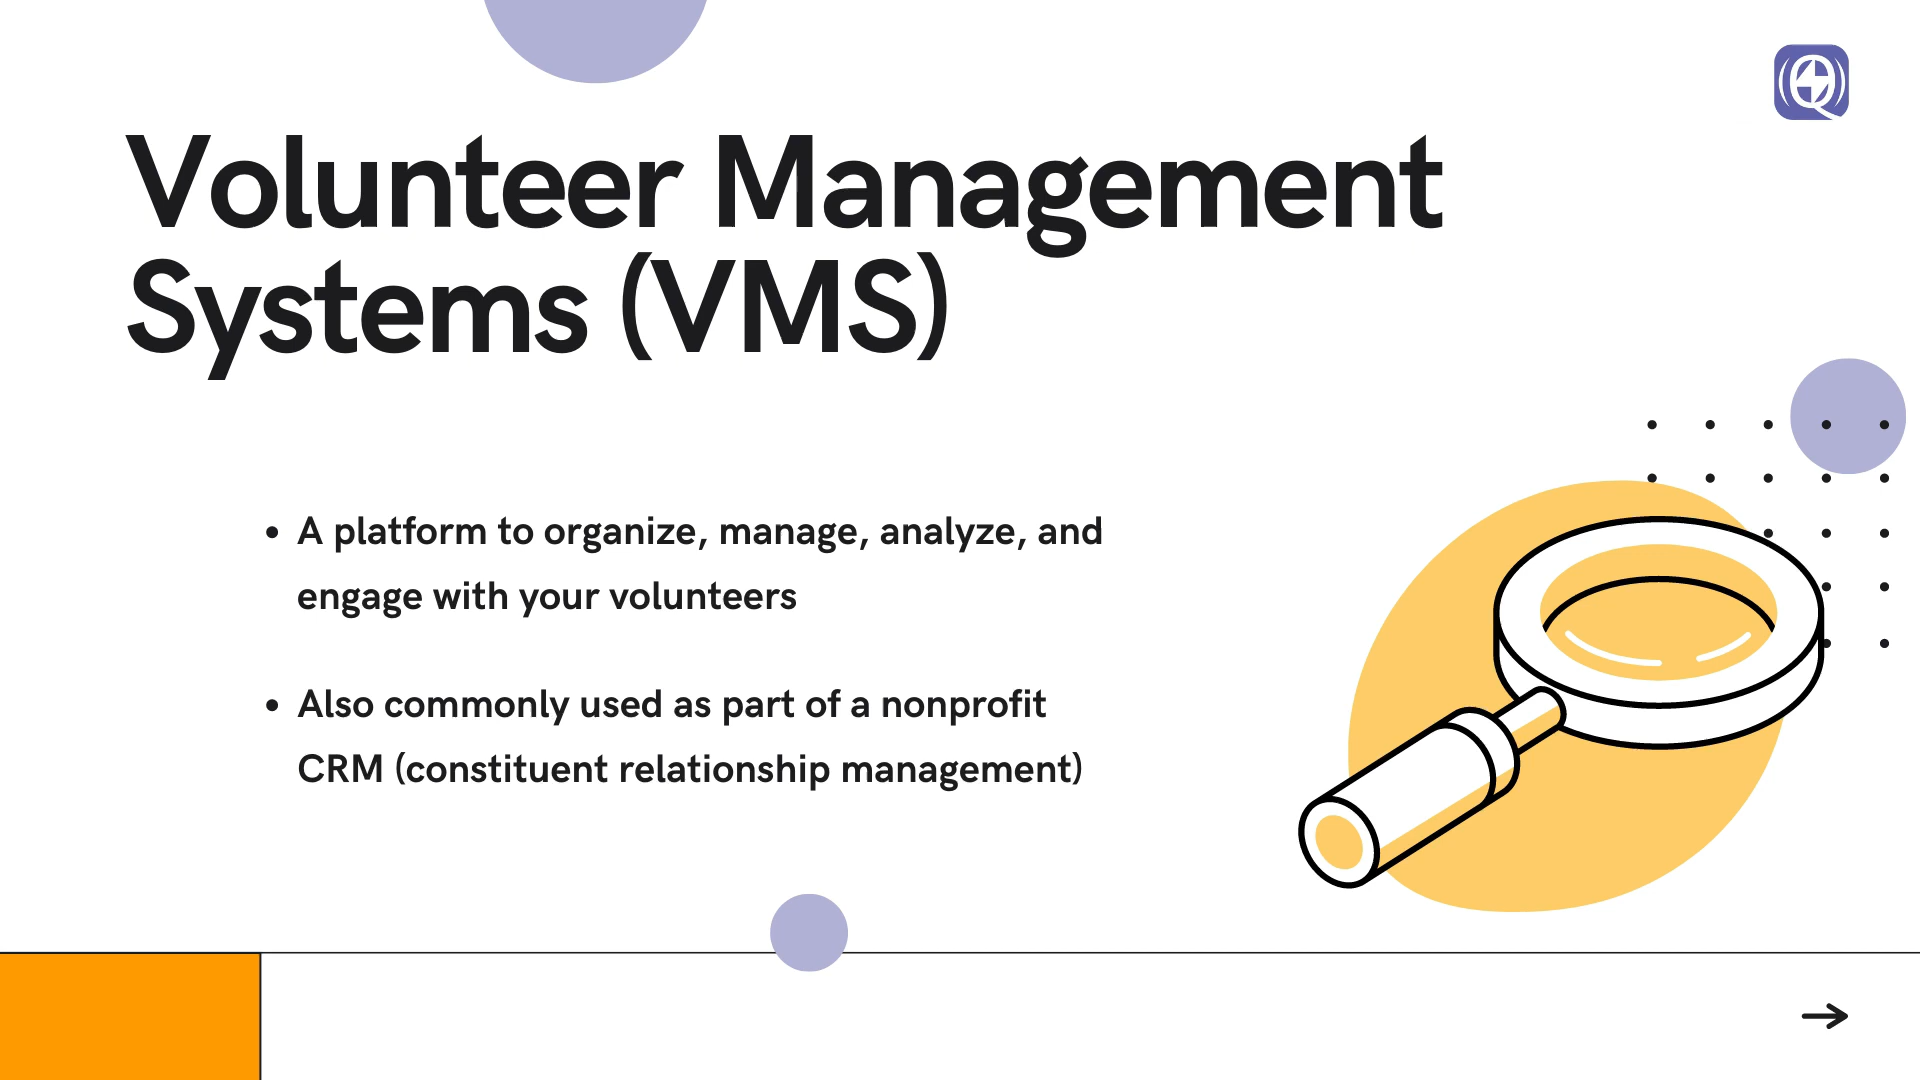 Volunteer Management
Systems (VMS)
• A platform to organize, manage, analyze, and
engage with your volunteers
• Also commonly used as part of a nonprofit
CRM (constituent relationship management)